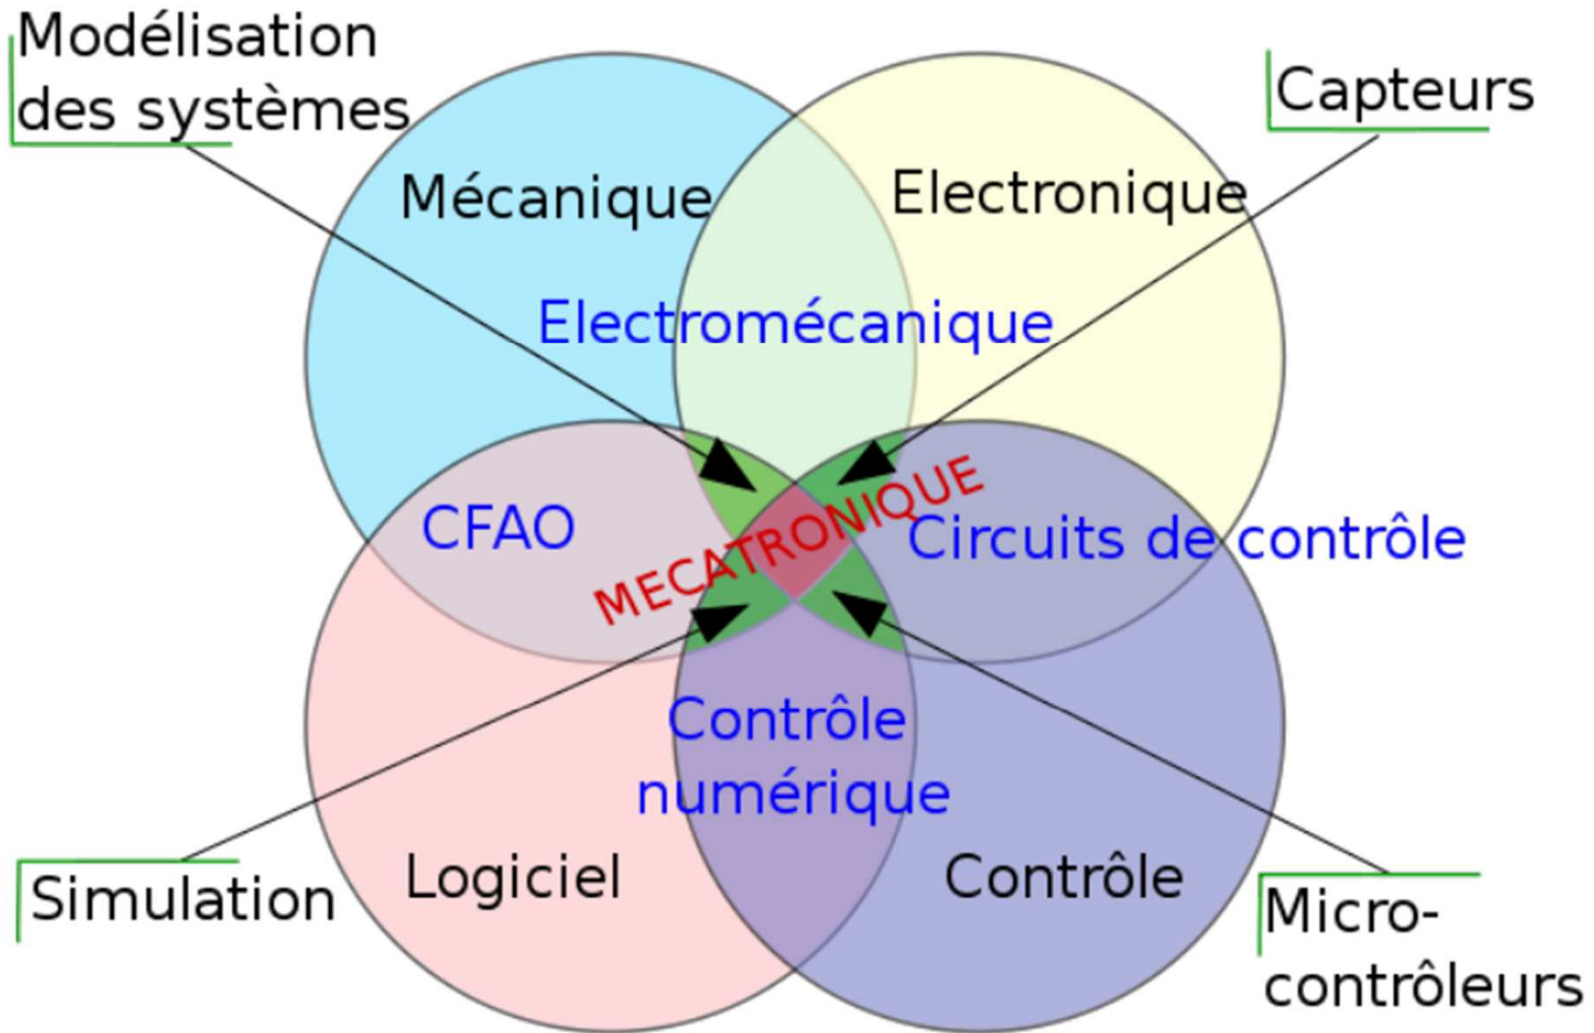 Modélisation
des systèmes
Capteurs
Mécanique
Electronique
Electromécanique
CFAO
MECATRONIQUE
Circuits de contrôle
Contrôle
numérique
Logiciel
Contrôle
Simulation
Micro-
contrôleurs